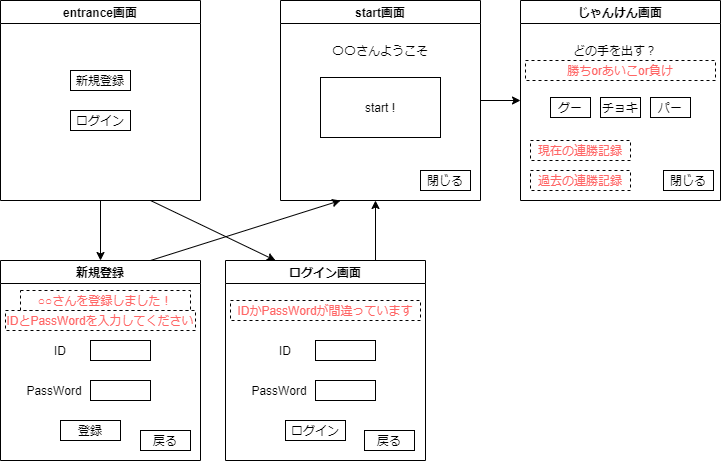 entrance画面
新規登録
ログイン
start画面
〇〇さんようこそ
start !
閉じる
じゃんけん画面
どの手を出す？
勝ちorあいこor負け
グー
チョキ
パー
現在の連勝記録
過去の連勝記録
閉じる
新規登録
○○さんを登録しました！
IDとPassWordを入力してください
ID
PassWord
登録
戻る
ログイン画面
IDかPassWordが間違っています
ID
PassWord
ログイン
戻る